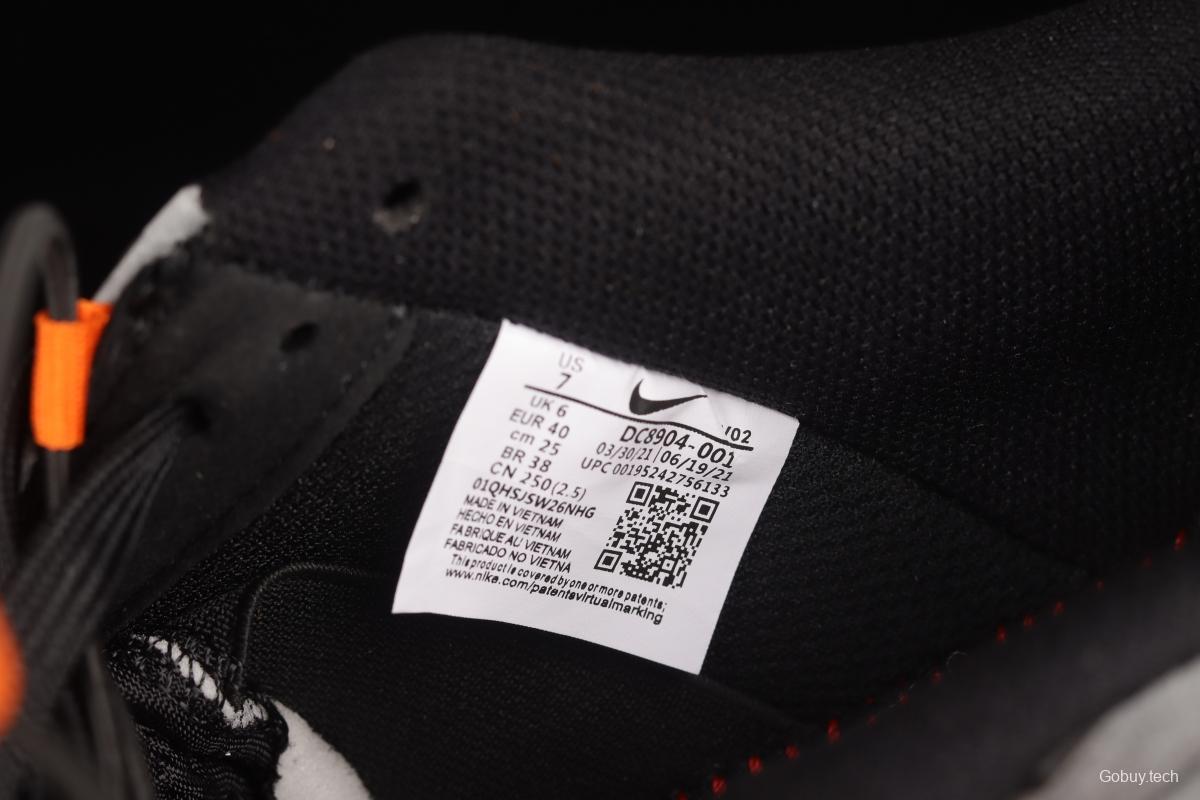 US
7
UK 6
EUR 40
cm 25
BR 38
CN 250(2.5)
01QHSJSW26NHG
MADE IN VIETNAM
HECHO EN VIETNAM
FABRIQUE AU VIETNAM
FABRICADO NO VIETNA
This product is covered by one or more patents;
www.nike.com/patentsvirtualmarking
DC8904-001
03/30/21 06/19/21
UPC 00195242756133
Gobuy.tech